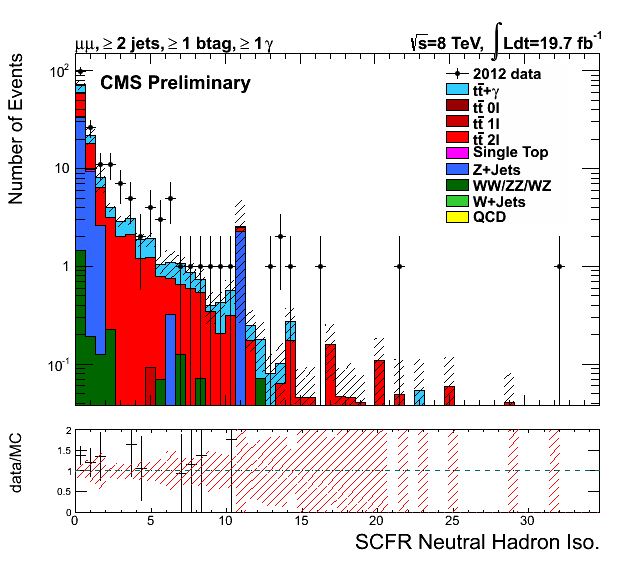 μμ, ≥ 2 jets, ≥ 1 btag, ≥ 1 γ
√s=8 TeV, ∫ Ldt=19.7 fb⁻¹
CMS Preliminary
2012 data
tt̄+γ
tt̄ 0l
tt̄ 1l
tt̄ 2l
Single Top
Z+Jets
WW/ZZ/WZ
W+Jets
QCD
Number of Events
10²
10
1
10⁻¹
data/MC
2
1.5
1
0.5
0
0 5 10 15 20 25 30
SCFR Neutral Hadron Iso.